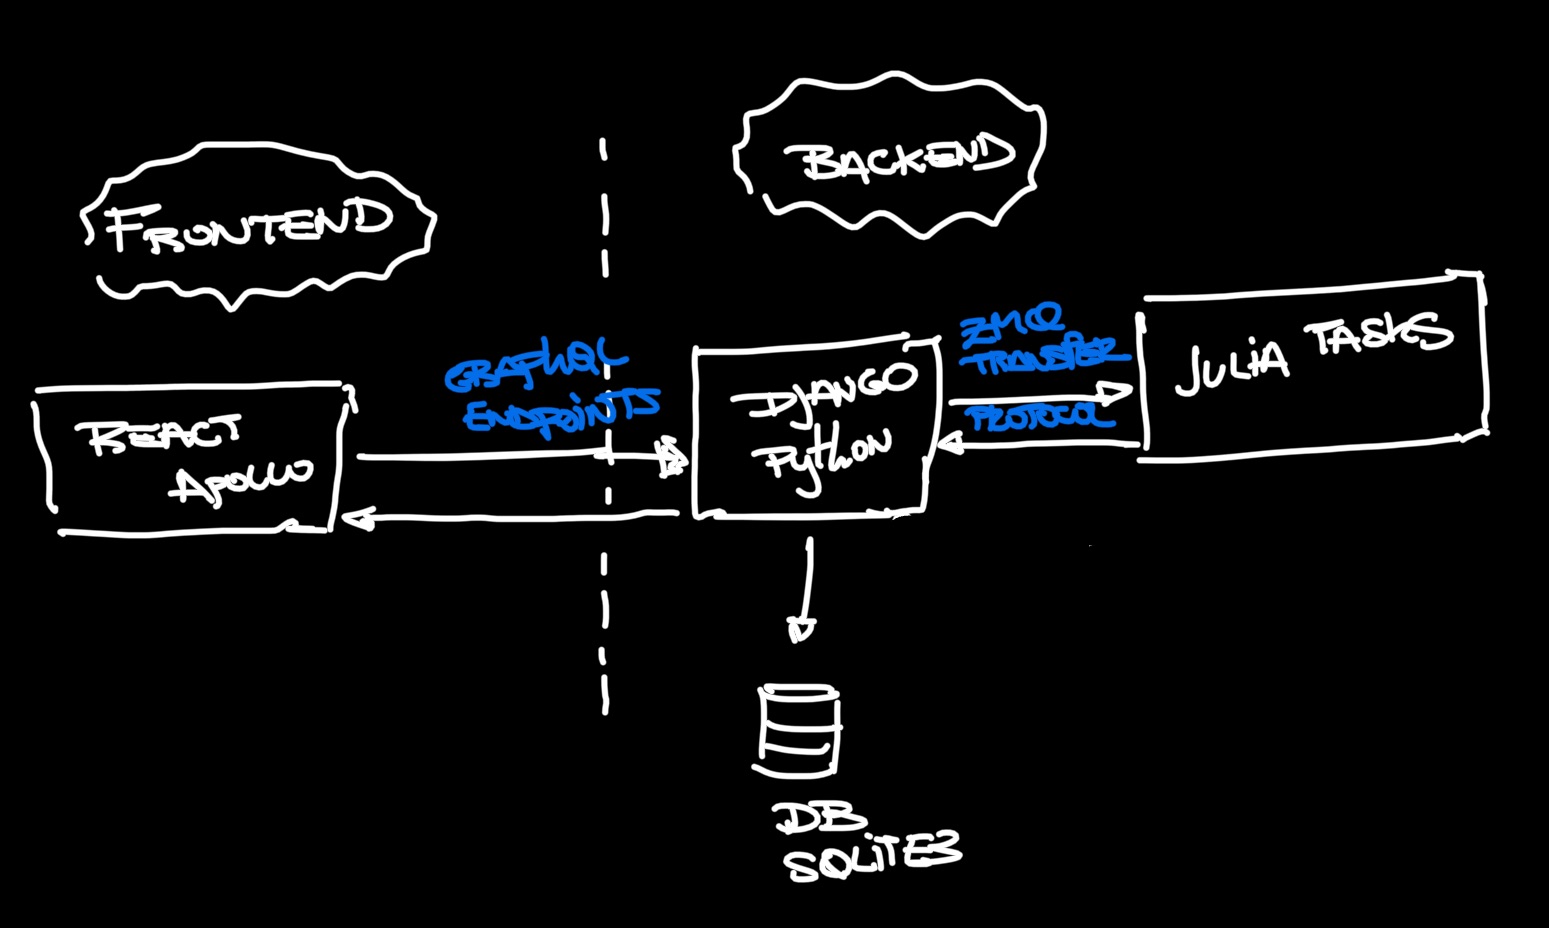 FRONTEND
BACKEND
REACT
APOLLO
GRAPHQL
ENDPOINTS
DJANGO
Python
ZMQ
TRANSFER
PROTOCOL
JULiA TASKS
DB
SQLiTE3